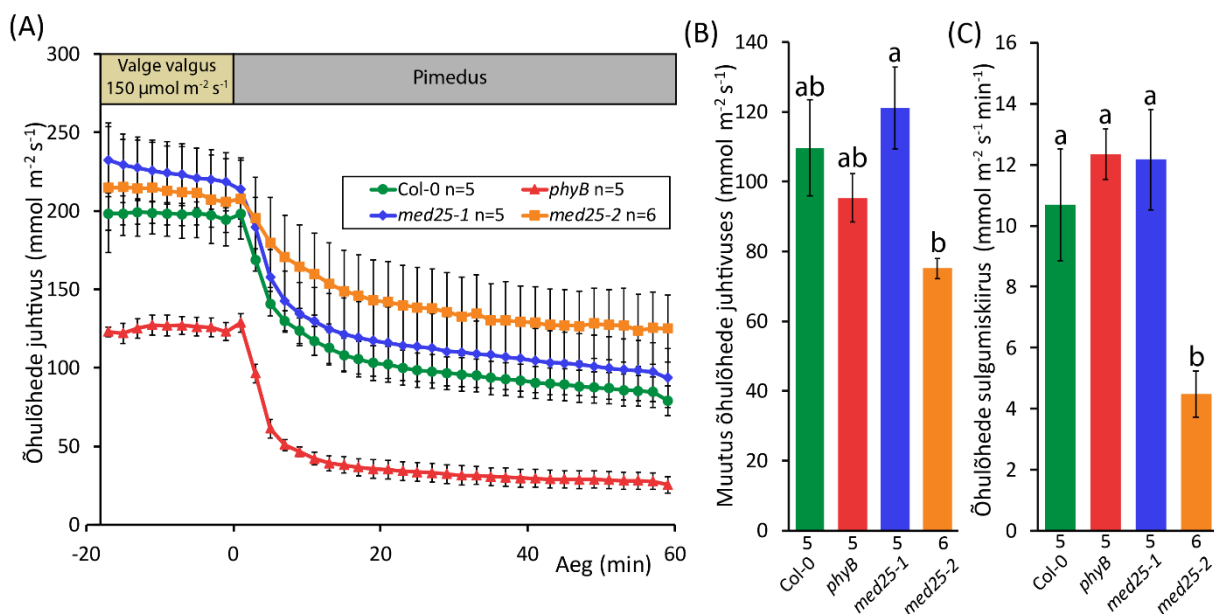 (A)
Õhulõhede juhtivus (mmol m⁻² s⁻¹)
300
250
200
150
100
50
0
Valge valgus
150 µmol m⁻² s⁻¹
Pimedus
Col-0 n=5
phyB n=5
med25-1 n=5
med25-2 n=6
-20
0
20
40
60
Aeg (min)
(B)
Muutus õhulõhede juhtivuses (mmol m⁻² s⁻¹)
140
120
100
80
60
40
20
0
ab
ab
a
b
5
5
5
6
Col-0
phyB
med25-1
med25-2
(C)
Õhulõhede sulgumiskiirus (mmol m⁻² s⁻¹ min⁻¹)
16
14
12
10
8
6
4
2
0
a
a
a
b
5
5
5
6
Col-0
phyB
med25-1
med25-2